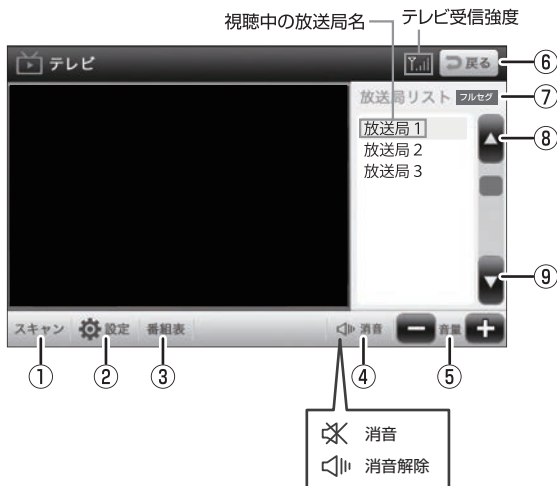 視聴中の放送局名
テレビ受信強度
テレビ
戻る
⑥
放送局リスト
フルセグ
⑦
放送局1
⑧
放送局2
放送局3
⑨
スキャン
設定
番組表
消音
音量
①
②
③
④
⑤
消音
消音解除